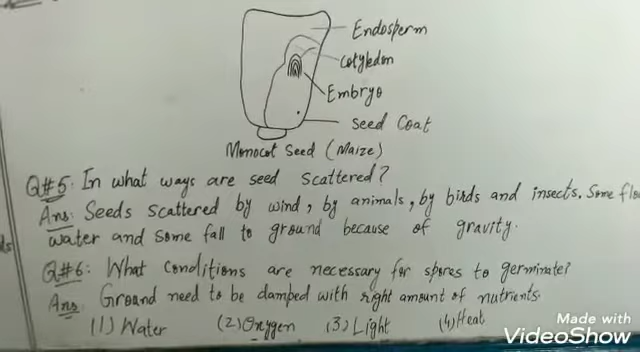 Endosperm
Cotyledon
Embryo
Seed Coat
Monocot Seed (Maize)
Q#5: In what ways are seed scattered?
Ans: Seeds scattered by wind, by animals, by birds and insects. Some flo
water and some fall to ground because of gravity.
Q#6: What conditions are necessary for spores to germinate?
Ans Ground need to be damped with right amount of nutrients.
(1) Water (2) Oxygen (3) Light (4) Heat
Made with
VideoShow